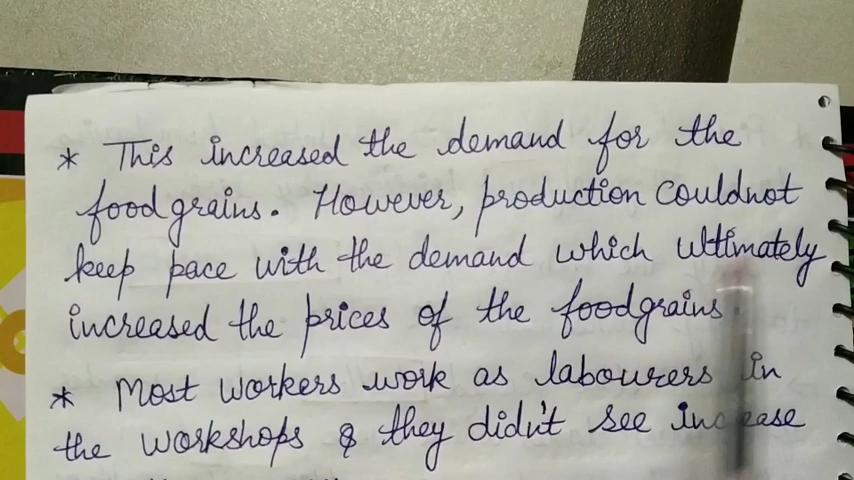 * This increased the demand for the
foodgrains. However, production couldnot
keep pace with the demand which ultimately
increased the prices of the foodgrains.
* Most workers work as labourers in
the workshops & they didn't see increase